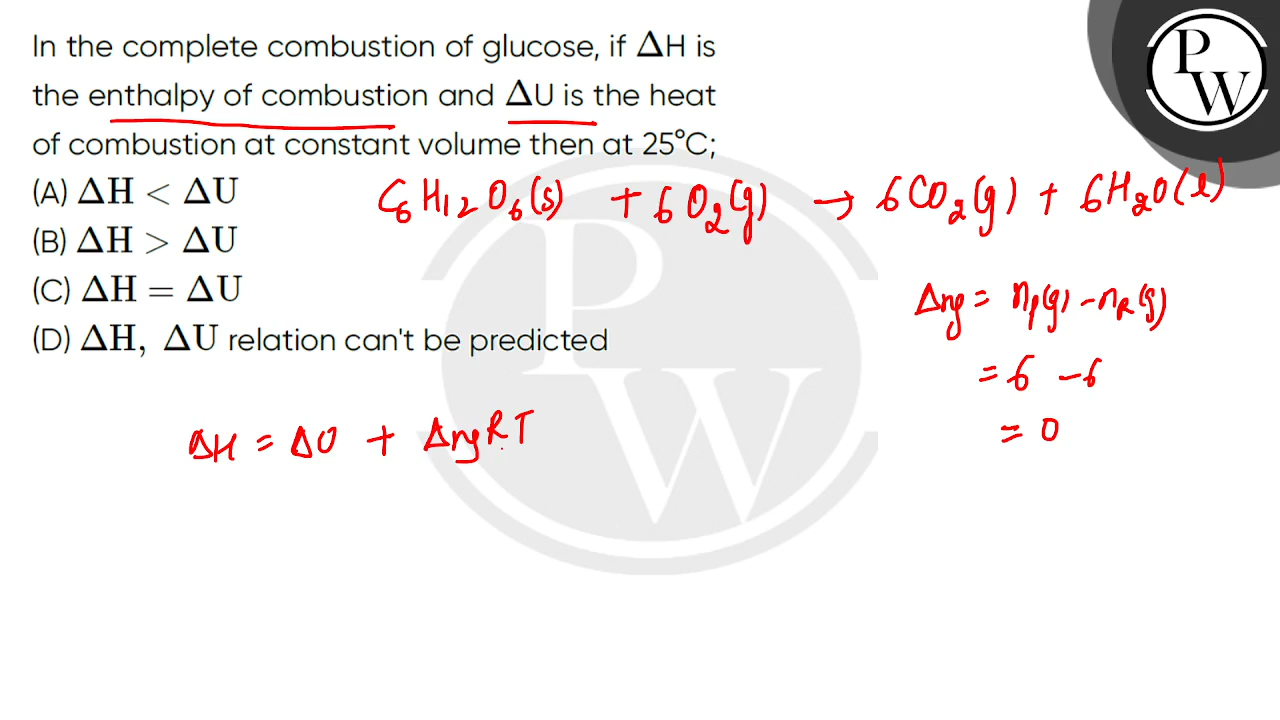 In the complete combustion of glucose, if ΔH is
the enthalpy of combustion and ΔU is the heat
of combustion at constant volume then at 25°C;
(A) ΔH < ΔU
(B) ΔH > ΔU
(C) ΔH = ΔU
(D) ΔH, ΔU relation can't be predicted
C6H12O6(s) + 6O2(g) → 6CO2(g) + 6H2O(l)
Δng = nP(g) - nR(g)
= 6 - 6
= 0
ΔH = ΔU + ΔngRT
PW
PW